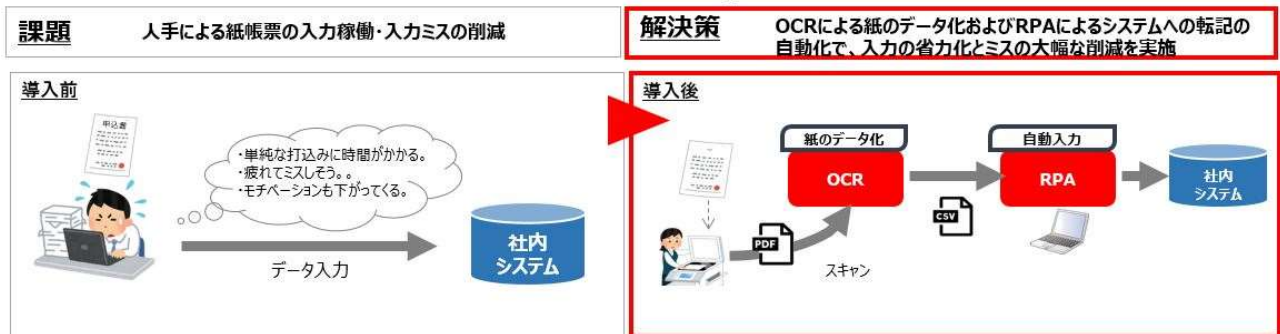 課題
人手による紙帳票の入力稼働・入力ミスの削減
解決策
OCRによる紙のデータ化およびRPAによるシステムへの転記の
自動化で、入力の省力化とミスの大幅な削減を実施
導入前
申込書
・単純な打込みに時間がかかる。
・疲れてミスしそう。。
・モチベーションも下がってくる。
データ入力
社内
システム
導入後
紙のデータ化
OCR
自動入力
RPA
社内
システム
PDF
CSV
スキャン